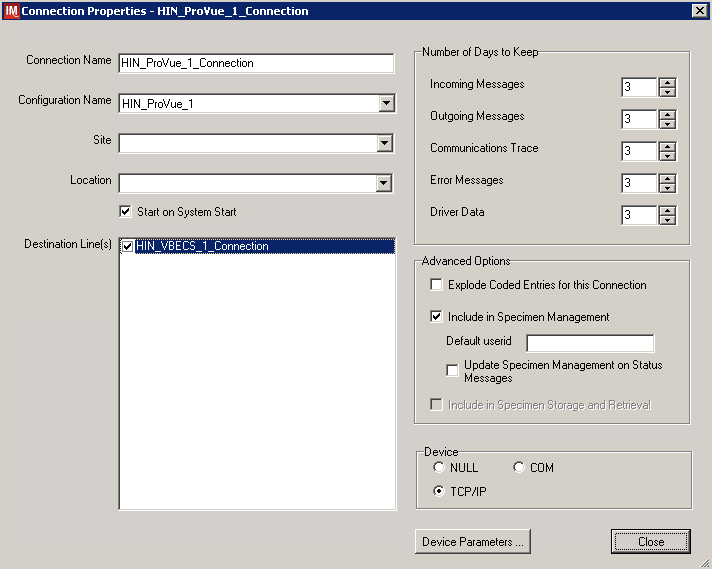 IM Connection Properties - HIN_ProVue_1_Connection
Connection Name HIN_ProVue_1_Connection
Configuration Name HIN_ProVue_1
Site
Location
Start on System Start
Destination Line(s) HIN_VBECS_1_Connection
Number of Days to Keep
Incoming Messages 3
Outgoing Messages 3
Communications Trace 3
Error Messages 3
Driver Data 3
Advanced Options
Explode Coded Entries for this Connection
Include in Specimen Management
Default userid
Update Specimen Management on Status
Messages
Include in Specimen Storage and Retrieval
Device
NULL COM
TCP/IP
Device Parameters ... Close